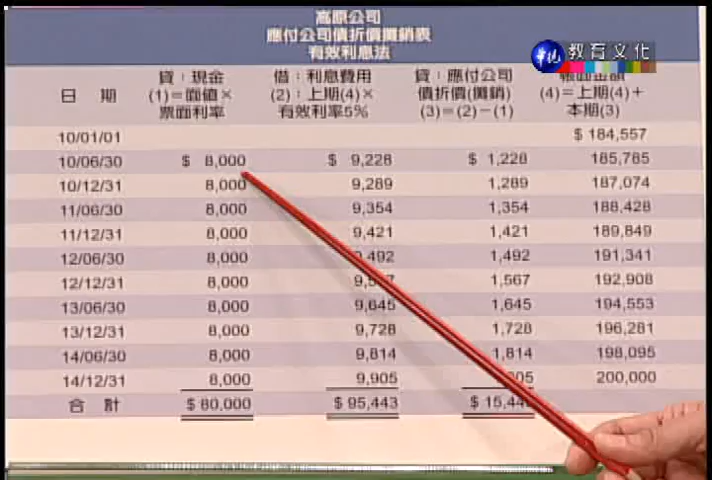 高原公司
應付公司債折價攤銷表
有效利息法
華視 教育文化
日 期 貸：現金 (1)＝面值× 票面利率 借：利息費用 (2)：上期(4)× 有效利率5% 貸：應付公司 債折價(攤銷) (3)＝(2)－(1) 帳面金額 (4)＝上期(4)＋ 本期(3)
10/01/01 $ 184,557
10/06/30 $ 8,000 $ 9,228 $ 1,228 185,785
10/12/31 8,000 9,289 1,289 187,074
11/06/30 8,000 9,354 1,354 188,428
11/12/31 8,000 9,421 1,421 189,849
12/06/30 8,000 1,492 191,341
12/12/31 8,000 1,567 192,908
13/06/30 8,000 9,645 1,645 194,553
13/12/31 8,000 9,728 1,728 196,281
14/06/30 8,000 9,814 1,814 198,095
14/12/31 8,000 9,905 200,000
合 計 $ 80,000 $ 95,443